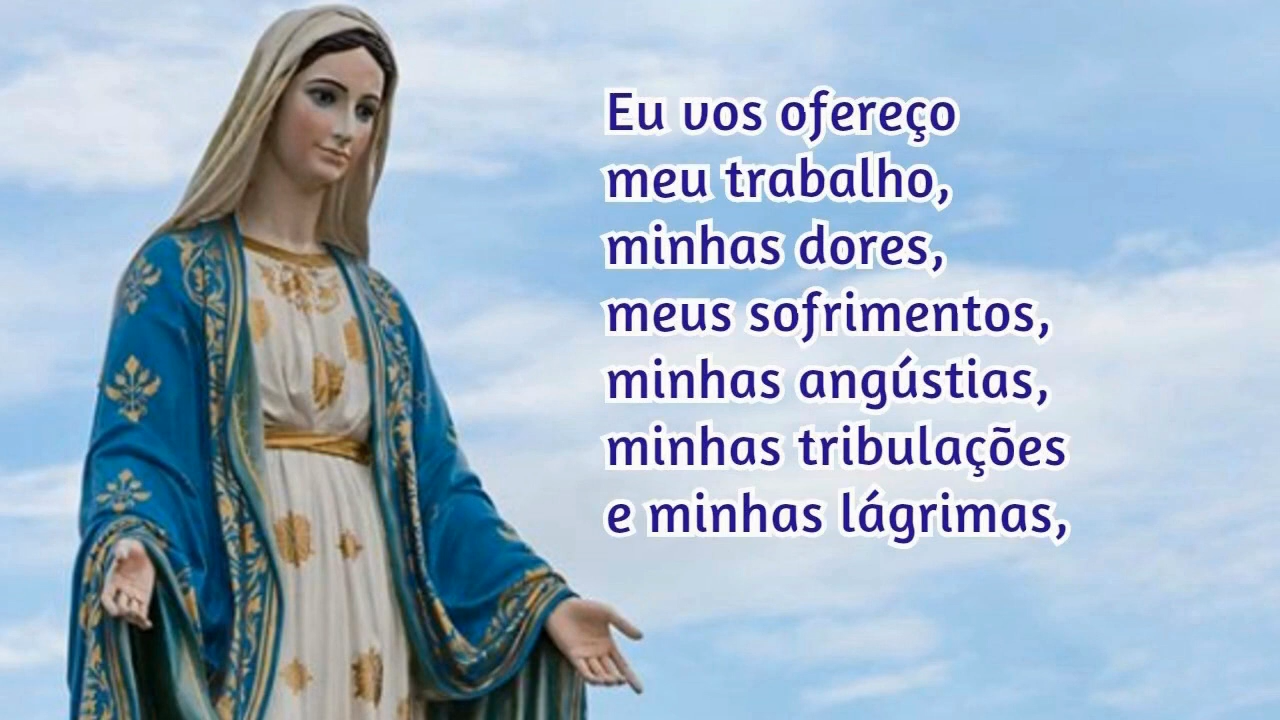 Eu vos ofereço
meu trabalho,
minhas dores,
meus sofrimentos,
minhas angústias,
minhas tribulações
e minhas lágrimas,